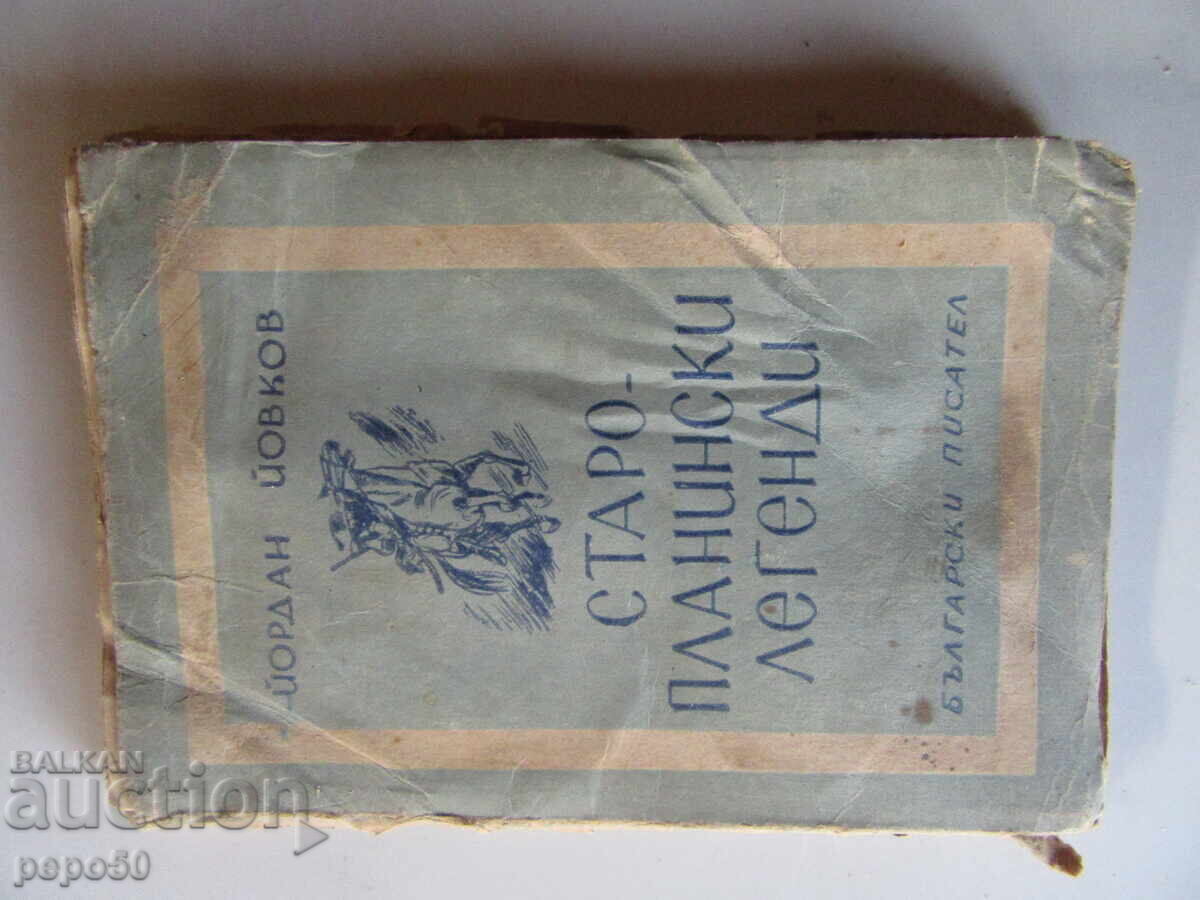 ЙОРДАН ЙОВКОВ
СТАРО-
ПЛАНИНСКИ
ЛЕГЕНДИ
БЪЛГАРСКИ ПИСАТЕЛ
BALKAN
auction
pepo50